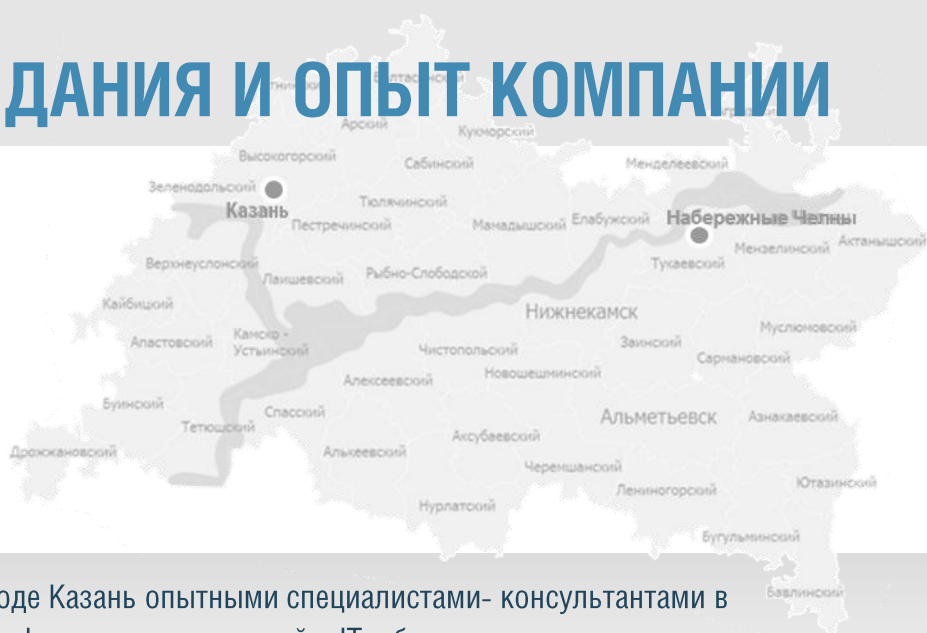 ДАНИЯ И ОПЫТ КОМПАНИИ
Арский
Кукморский
Высокогорский
Сабинский
Менделеевский
Зеленодольский
Казань
Тюлячинский
Пестречинский
Мамадышский
Елабужский
Набережные Челны
Мензелинский
Актанышский
Верхнеуслонский
Лаишевский
Рыбно-Слободской
Тукаевский
Кайбицкий
Нижнекамск
Апастовский
Камско -
Устьинский
Чистопольский
Заинский
Муслюмовский
Сармановский
Алексеевский
Новошешминский
Буинский
Спасский
Тетюшский
Альметьевск
Азнакаевский
Дрожжановский
Алькеевский
Аксубаевский
Черемшанский
Лениногорский
Ютазинский
Нурлатский
Бугульминский
Бавлинский
оде Казань опытными специалистами- консультантами в